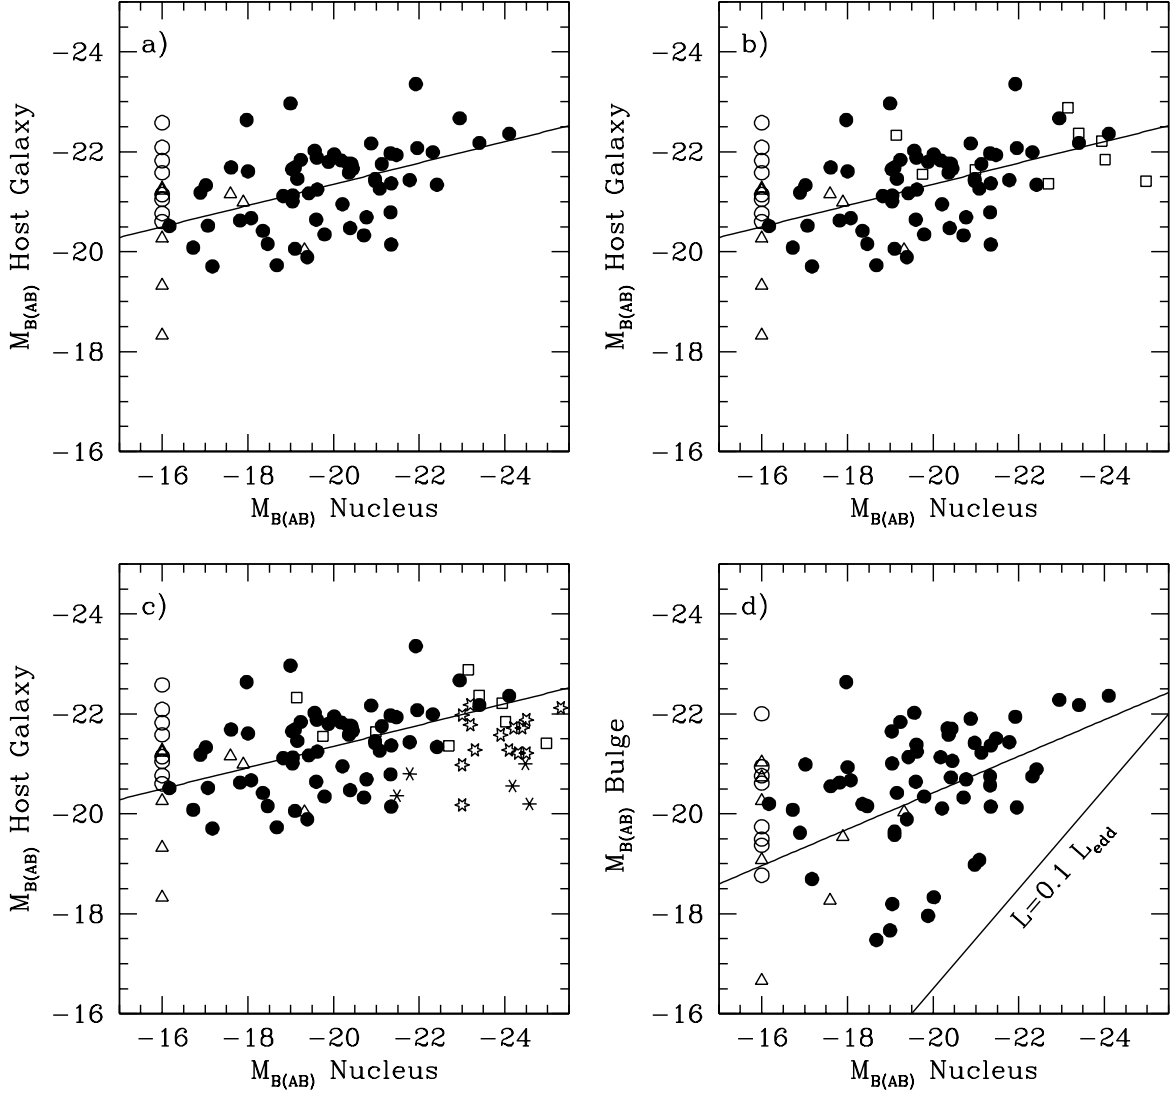 a)
−24
−22
−20
−18
−16
M_B(AB) Host Galaxy
−16 −18 −20 −22 −24
M_B(AB) Nucleus
b)
−24
−22
−20
−18
−16
M_B(AB) Host Galaxy
−16 −18 −20 −22 −24
M_B(AB) Nucleus
c)
−24
−22
−20
−18
−16
M_B(AB) Host Galaxy
−16 −18 −20 −22 −24
M_B(AB) Nucleus
d)
−24
−22
−20
−18
−16
M_B(AB) Bulge
L=0.1 L_edd
−16 −18 −20 −22 −24
M_B(AB) Nucleus